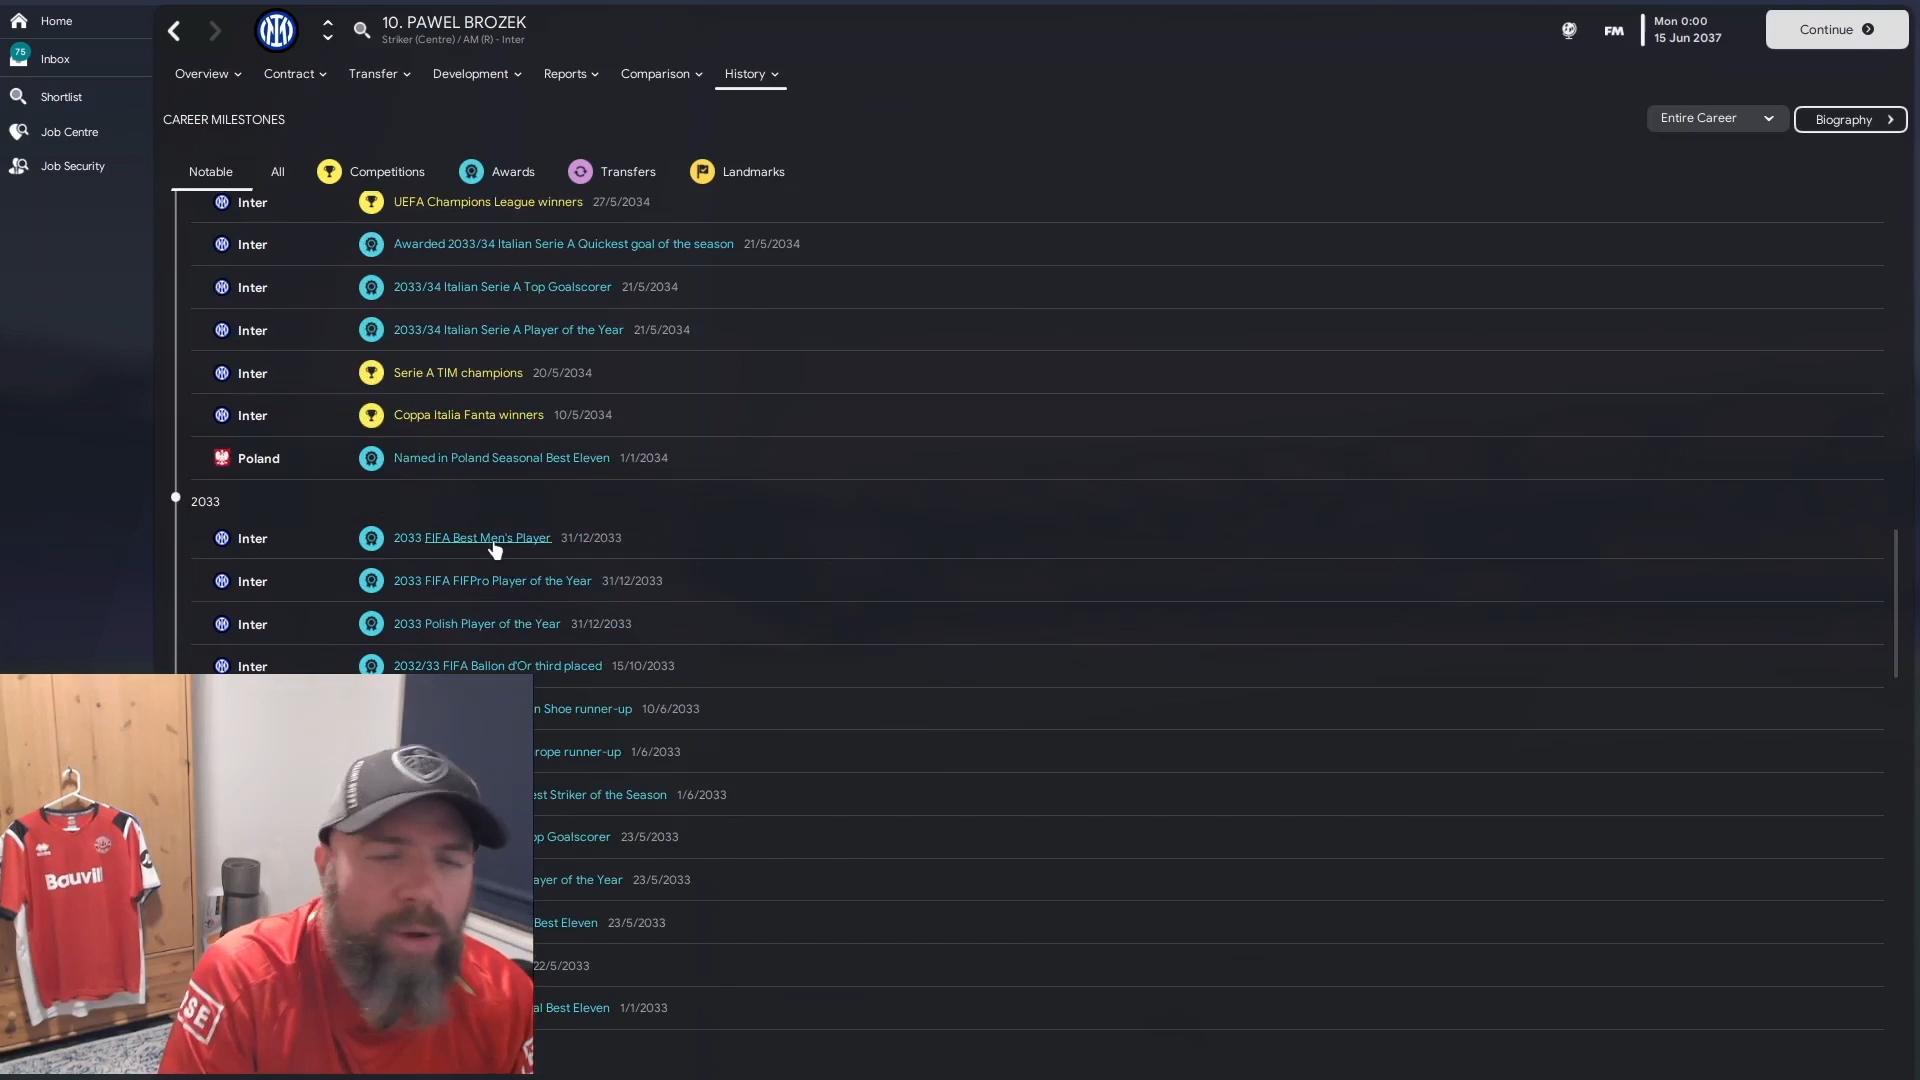 Home
75
Inbox
Shortlist
Job Centre
Job Security
10. PAWEL BROZEK
Striker (Centre) / AM (R) - Inter
FM
Mon 0:00
15 Jun 2037
Continue
Overview
Contract
Transfer
Development
Reports
Comparison
History
CAREER MILESTONES
Entire Career
Biography
Notable
All
Competitions
Awards
Transfers
Landmarks
Inter UEFA Champions League winners 27/5/2034
Inter Awarded 2033/34 Italian Serie A Quickest goal of the season 21/5/2034
Inter 2033/34 Italian Serie A Top Goalscorer 21/5/2034
Inter 2033/34 Italian Serie A Player of the Year 21/5/2034
Inter Serie A TIM champions 20/5/2034
Inter Coppa Italia Fanta winners 10/5/2034
Poland Named in Poland Seasonal Best Eleven 1/1/2034
2033
Inter 2033 FIFA Best Men's Player 31/12/2033
Inter 2033 FIFA FIFPro Player of the Year 31/12/2033
Inter 2033 Polish Player of the Year 31/12/2033
Inter 2032/33 FIFA Ballon d'Or third placed 15/10/2033
n Shoe runner-up 10/6/2033
rope runner-up 1/6/2033
est Striker of the Season 1/6/2033
op Goalscorer 23/5/2033
ayer of the Year 23/5/2033
Best Eleven 23/5/2033
22/5/2033
al Best Eleven 1/1/2033
Bauvill
SE